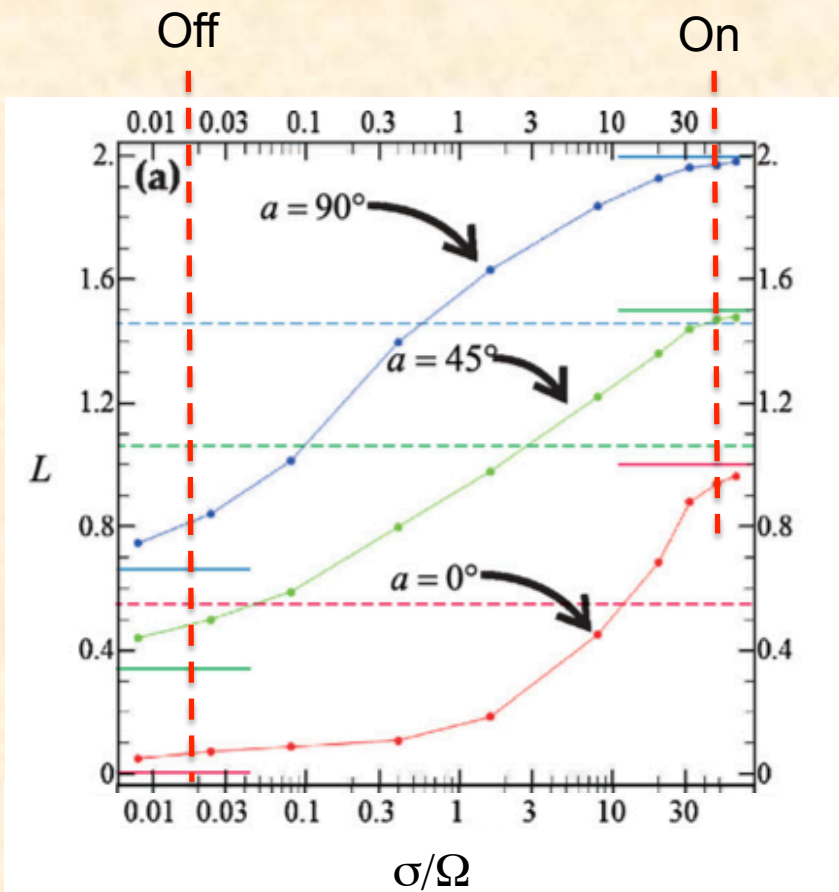 Off On
0.01 0.03 0.1 0.3 1 3 10 30
2. (a) 2.
a = 90°
1.6 1.6
a = 45°
1.2 1.2
L
0.8 0.8
a = 0°
0.4 0.4
0 0
0.01 0.03 0.1 0.3 1 3 10 30
σ/Ω